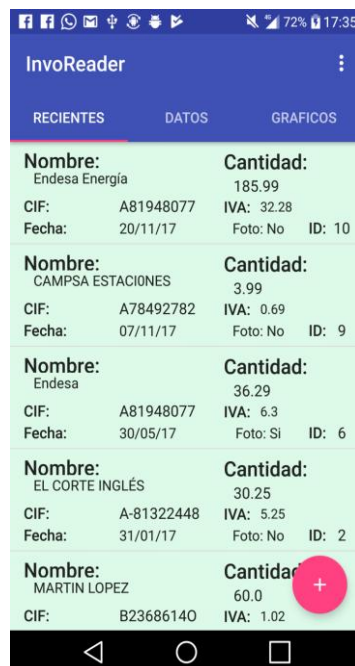 72% 17:35
InvoReader
RECIENTES DATOS GRAFICOS
Nombre: Cantidad:
Endesa Energía 185.99
CIF: A81948077 IVA: 32.28
Fecha: 20/11/17 Foto: No ID: 10
Nombre: Cantidad:
CAMPSA ESTACI0NES 3.99
CIF: A78492782 IVA: 0.69
Fecha: 07/11/17 Foto: No ID: 9
Nombre: Cantidad:
Endesa 36.29
CIF: A81948077 IVA: 6.3
Fecha: 30/05/17 Foto: Si ID: 6
Nombre: Cantidad:
EL CORTE INGLÉS 30.25
CIF: A-81322448 IVA: 5.25
Fecha: 31/01/17 Foto: No ID: 2
Nombre: Cantidad
MARTIN LOPEZ 60.0
CIF: B23686140 IVA: 1.02